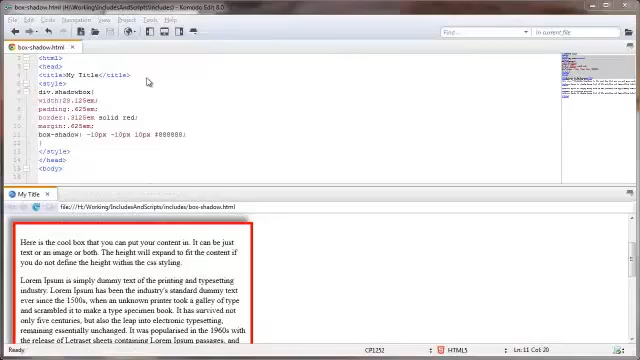 box-shadow.html (H:\Working\IncludesAndScripts\includes) - Komodo Edit 8.0
File Edit Code Navigation View Project Tools Help
Find
in current file
box-shadow.html
<html>
<head>
<title>My Title</title>
<style>
div.shadowbox{
width:29.125em;
padding:.625em;
border:.3125em solid red;
margin:.625em;
box-shadow: -10px -10px 10px #888888;
}
</style>
</head>
<body>
My Title
file:///H:/Working/IncludesAndScripts/includes/box-shadow.html
Here is the cool box that you can put your content in. It can be just
text or an image or both. The height will expand to fit the content if
you do not define the height within the css styling.
Lorem Ipsum is simply dummy text of the printing and typesetting
industry. Lorem Ipsum has been the industry's standard dummy text
ever since the 1500s, when an unknown printer took a galley of type
and scrambled it to make a type specimen book. It has survived not
only five centuries, but also the leap into electronic typesetting,
remaining essentially unchanged. It was popularised in the 1960s with
the release of Letraset sheets containing Lorem Ipsum passages, and
Ready
CP1252
HTML5
Ln: 11 Col: 20